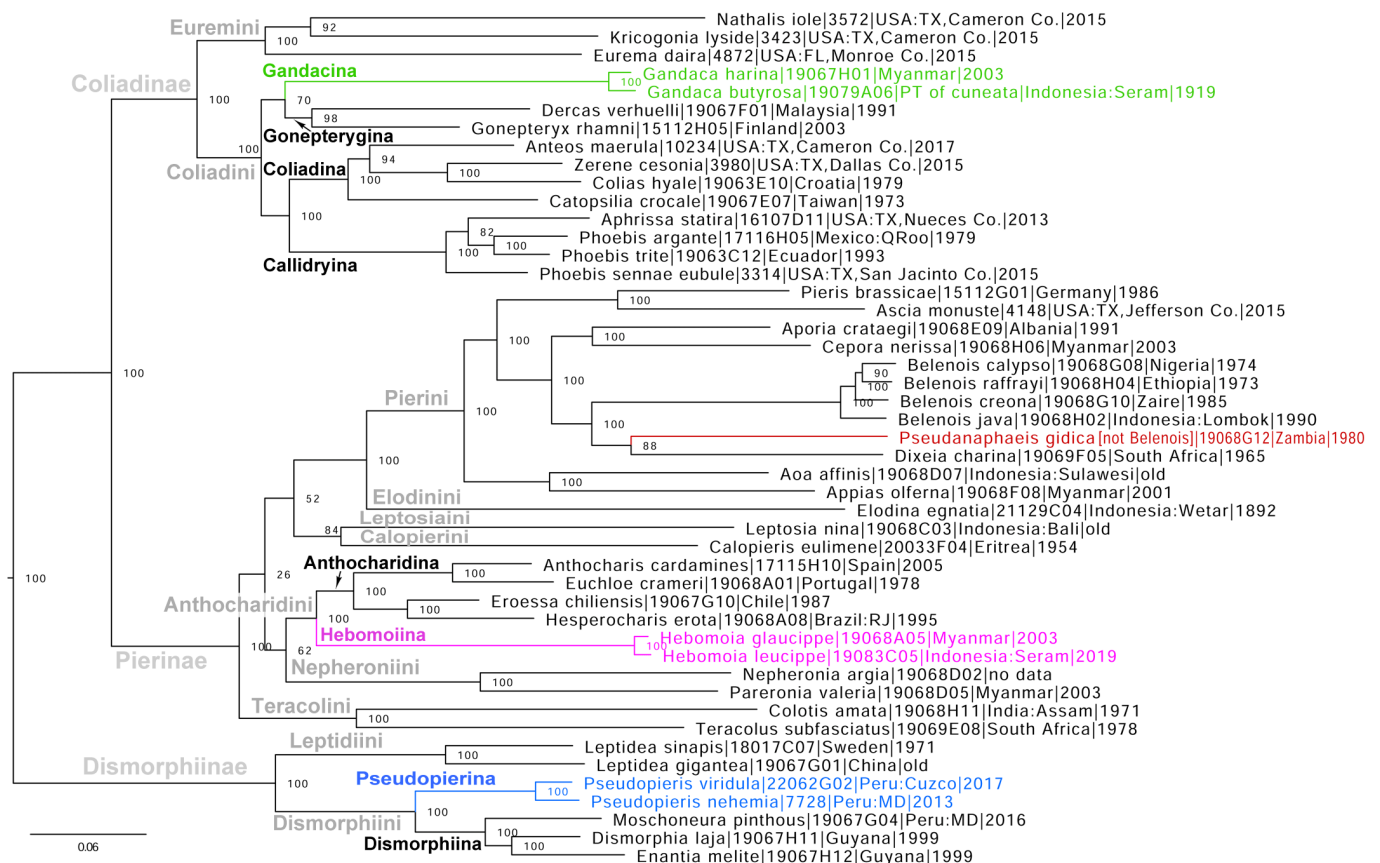 Nathalis iole|3572|USA:TX,Cameron Co.|2015
Euremini
92
Kricogonia lyside|3423|USA:TX,Cameron Co.|2015
100
Eurema daira|4872|USA:FL,Monroe Co.|2015
Gandacina
Gandaca harina|19067H01|Myanmar|2003
100
Coliadinae
Gandaca butyrosa|19079A06|PT of cuneata|Indonesia:Seram|1919
100
70
Dercas verhuelli|19067F01|Malaysia|1991
98
Gonepteryx rhamni|15112H05|Finland|2003
Gonepterygina
100
Anteos maerula|10234|USA:TX,Cameron Co.|2017
94
Coliadini
Coliadina
Zerene cesonia|3980|USA:TX,Dallas Co.|2015
100
100
Colias hyale|19063E10|Croatia|1979
Catopsilia crocale|19067E07|Taiwan|1973
100
Aphrissa statira|16107D11|USA:TX,Nueces Co.|2013
82
Phoebis argante|17116H05|Mexico:QRoo|1979
100
100
Phoebis trite|19063C12|Ecuador|1993
Callidryina
Phoebis sennae eubule|3314|USA:TX,San Jacinto Co.|2015
Pieris brassicae|15112G01|Germany|1986
100
Ascia monuste|4148|USA:TX,Jefferson Co.|2015
Aporia crataegi|19068E09|Albania|1991
100
100
Cepora nerissa|19068H06|Myanmar|2003
Belenois calypso|19068G08|Nigeria|1974
100
90
100
Belenois raffrayi|19068H04|Ethiopia|1973
100
Pierini
Belenois creona|19068G10|Zaire|1985
100
100
Belenois java|19068H02|Indonesia:Lombok|1990
100
Pseudanaphaeis gidica[not Belenois]|19068G12|Zambia|1980
88
Dixeia charina|19069F05|South Africa|1965
100
Aoa affinis|19068D07|Indonesia:Sulawesi|old
100
Appias olferna|19068F08|Myanmar|2001
52
Elodinini
Elodina egnatia|21129C04|Indonesia:Wetar|1892
Leptosiaini
Leptosia nina|19068C03|Indonesia:Bali|old
84
Calopierini
Calopieris eulimene|20033F04|Eritrea|1954
Anthocharidina
Anthocharis cardamines|17115H10|Spain|2005
100
26
Euchloe crameri|19068A01|Portugal|1978
100
100
Anthocharidini
Eroessa chiliensis|19067G10|Chile|1987
100
100
Hesperocharis erota|19068A08|Brazil:RJ|1995
Hebomoiina
Hebomoia glaucippe|19068A05|Myanmar|2003
100
100
62
Pierinae
Hebomoia leucippe|19083C05|Indonesia:Seram|2019
Nepheroniini
Nepheronia argia|19068D02|no data
100
Pareronia valeria|19068D05|Myanmar|2003
Teracolini
Colotis amata|19068H11|India:Assam|1971
100
Teracolus subfasciatus|19069E08|South Africa|1978
Leptidiini
Leptidea sinapis|18017C07|Sweden|1971
100
Leptidea gigantea|19067G01|China|old
Dismorphiinae
Pseudopierina
Pseudopieris viridula|22062G02|Peru:Cuzco|2017
100
100
Pseudopieris nehemia|7728|Peru:MD|2013
100
Dismorphiini
Moschoneura pinthous|19067G04|Peru:MD|2016
100
Dismorphiina
Dismorphia laja|19067H11|Guyana|1999
100
Enantia melite|19067H12|Guyana|1999
0.06